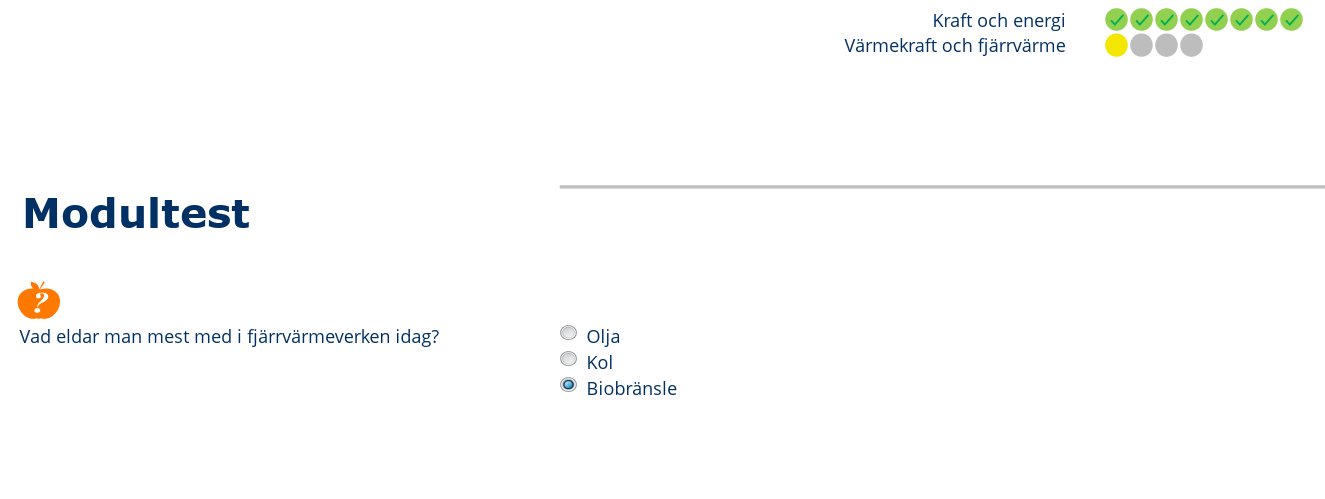 Kraft och energi
Värmekraft och fjärrvärme
Modultest
?
Vad eldar man mest med i fjärrvärmeverken idag?
Olja
Kol
Biobränsle